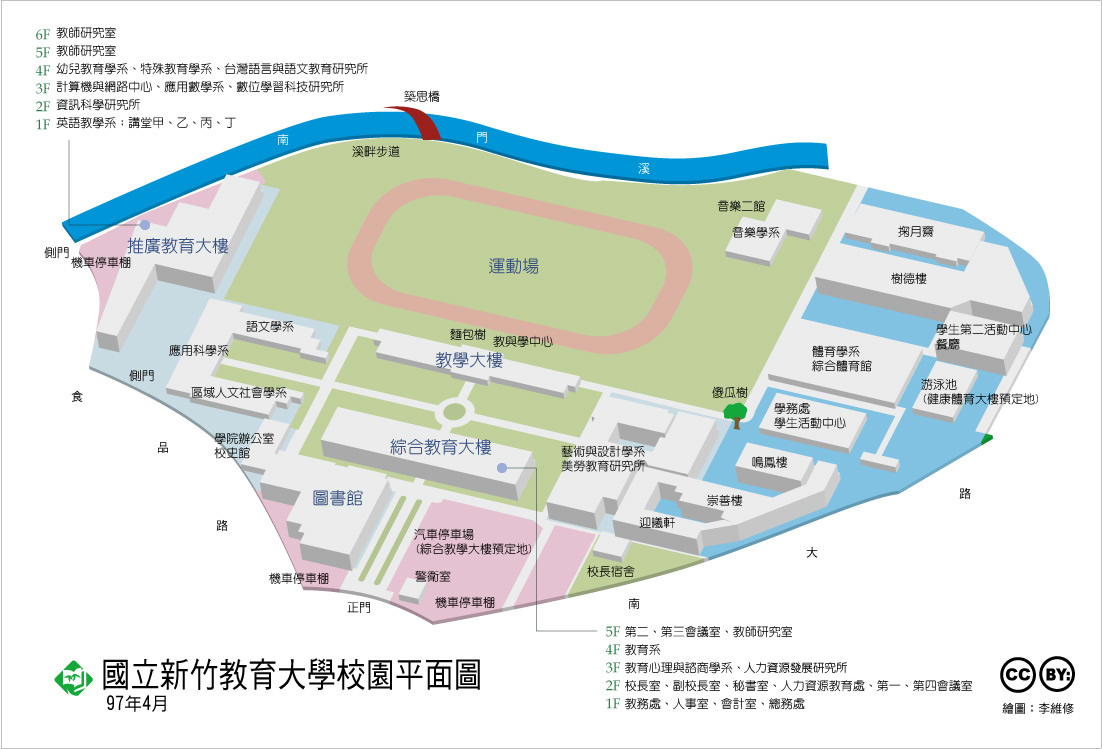 6F 教師研究室
5F 教師研究室
4F 幼兒教育學系、特殊教育學系、台灣語言與語文教育研究所
3F 計算機與網路中心、應用數學系、數位學習科技研究所
2F 資訊科學研究所
1F 英語教學系；講堂甲、乙、丙、丁
築思橋
南
門
溪
溪畔步道
側門
機車停車棚
推廣教育大樓
運動場
音樂二館
音樂學系
掬月齋
樹德樓
學生第二活動中心
餐廳
語文學系
應用科學系
側門
區域人文社會學系
麵包樹
教與學中心
教學大樓
體育學系
綜合體育館
游泳池
(健康體育大樓預定地)
傻瓜樹
學務處
學生活動中心
食
品
路
學院辦公室
校史館
綜合教育大樓
藝術與設計學系
美勞教育研究所
鳴鳳樓
崇善樓
迎曦軒
圖書館
汽車停車場
(綜合教學大樓預定地)
警衛室
機車停車棚
機車停車棚
正門
校長宿舍
南
大
路
5F 第二、第三會議室、教師研究室
4F 教育系
3F 教育心理與諮商學系、人力資源發展研究所
2F 校長室、副校長室、秘書室、人力資源教育處、第一、第四會議室
1F 教務處、人事室、會計室、總務處
國立新竹教育大學校園平面圖
97年4月
CC BY:
繪圖：李維修